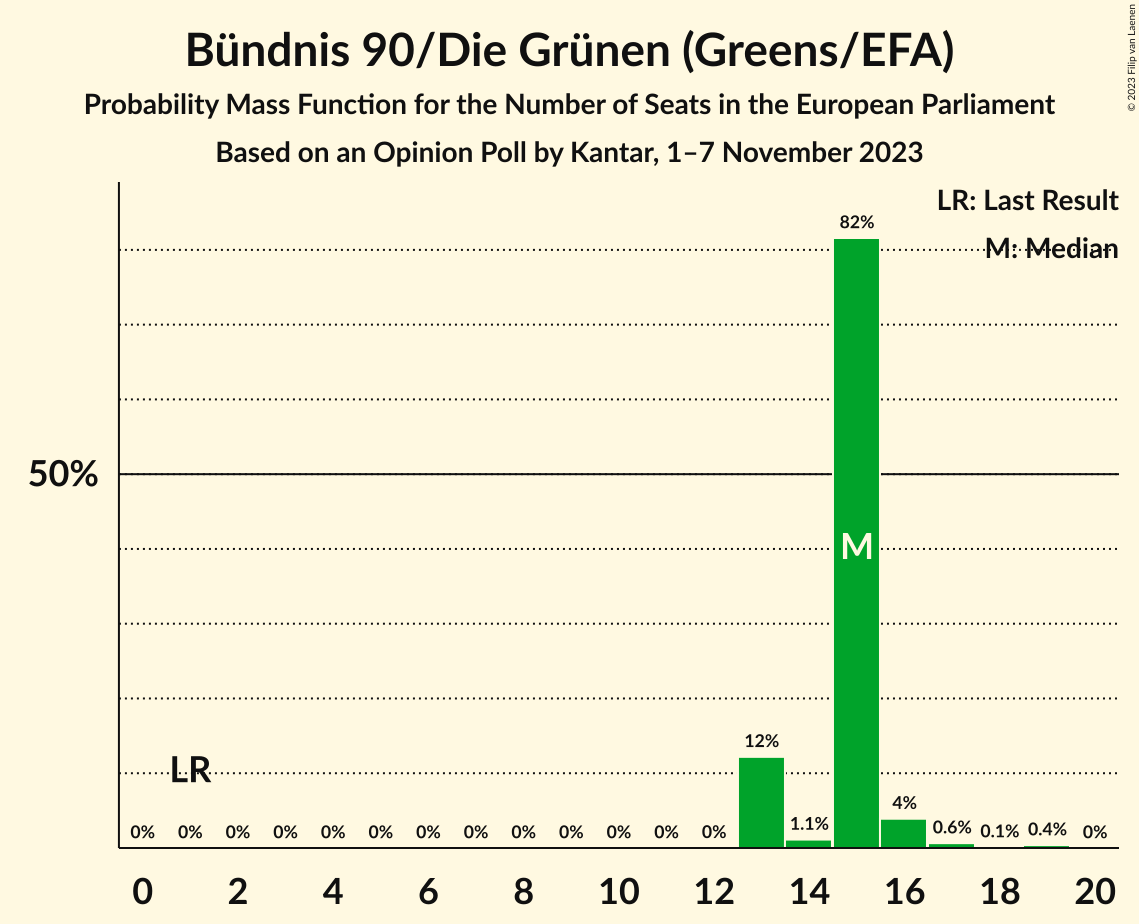 Bündnis 90/Die Grünen (Greens/EFA)
Probability Mass Function for the Number of Seats in the European Parliament
Based on an Opinion Poll by Kantar, 1–7 November 2023
© 2023 Filip van Laenen
LR: Last Result
M: Median
82%
50%
M
12%
LR
4%
0% 0% 0% 0% 0% 0% 0% 0% 0% 0% 0% 0% 0% 1.1% 0.6% 0.1% 0.4% 0%
0 2 4 6 8 10 12 14 16 18 20